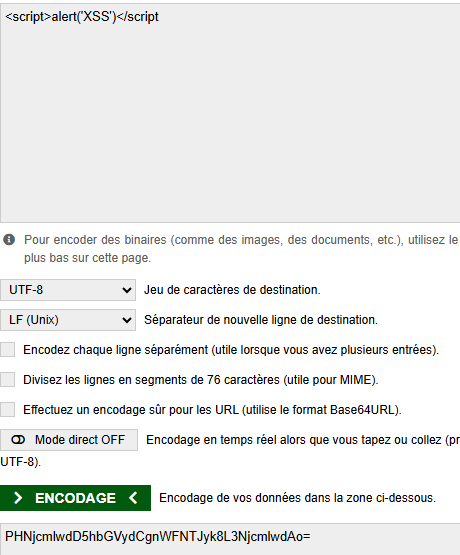 <script>alert('XSS')</script
Pour encoder des binaires (comme des images, des documents, etc.), utilisez le
plus bas sur cette page.
UTF-8 Jeu de caractères de destination.
LF (Unix) Séparateur de nouvelle ligne de destination.
Encodez chaque ligne séparément (utile lorsque vous avez plusieurs entrées).
Divisez les lignes en segments de 76 caractères (utile pour MIME).
Effectuez un encodage sûr pour les URL (utilise le format Base64URL).
Mode direct OFF Encodage en temps réel alors que vous tapez ou collez (pr
UTF-8).
ENCODAGE Encodage de vos données dans la zone ci-dessous.
PHNjcmlwdD5hbGVydCgnWFNTJyk8L3NjcmlwdAo=